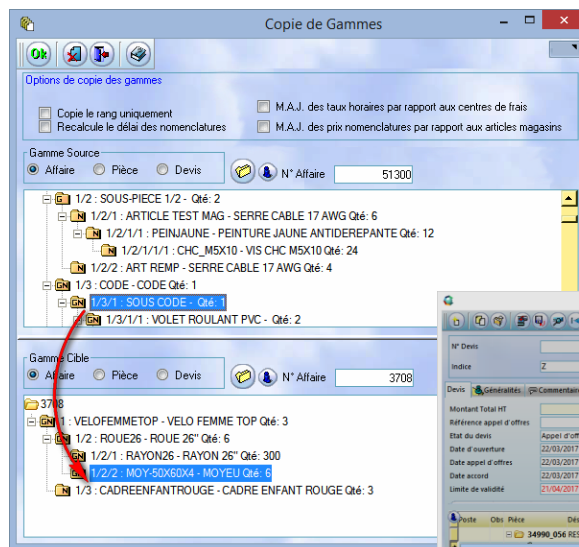 Copie de Gammes
Ok
Options de copie des gammes
Copie le rang uniquement
M.A.J. des taux horaires par rapport aux centres de frais
Recalcule le délai des nomenclatures
M.A.J. des prix nomenclatures par rapport aux articles magasins
Gamme Source
Affaire Pièce Devis N° Affaire 51300
G 1/2 : SOUS-PIECE 1/2 - Qté: 2
N 1/2/1 : ARTICLE TEST MAG - SERRE CABLE 17 AWG Qté: 6
N 1/2/1/1 : PEINJAUNE - PEINTURE JAUNE ANTIDEREPANTE Qté: 12
N 1/2/1/1/1 : CHC_M5X10 - VIS CHC M5X10 Qté: 24
N 1/2/2 : ART REMP - SERRE CABLE 17 AWG Qté: 4
GN 1/3 : CODE - CODE Qté: 1
GN 1/3/1 : SOUS CODE - Qté: 1
GN 1/3/1/1 : VOLET ROULANT PVC - Qté: 2
Gamme Cible
Affaire Pièce Devis N° Affaire 3708
3708
GN 1 : VELOFEMMETOP - VELO FEMME TOP Qté: 3
GN 1/2 : ROUE26 - ROUE 26" Qté: 6
GN 1/2/1 : RAYON26 - RAYON 26" Qté: 300
GN 1/2/2 : MOY-50X60X4 - MOYEU Qté: 6
N 1/3 : CADREENFANTROUGE - CADRE ENFANT ROUGE Qté: 3
N° Devis
Indice Z
Devis Généralités Commentaire
Montant Total HT
Référence appel d'offres
Etat du devis Appel d'off
Date d'ouverture 22/03/2017
Date appel d'offres 22/03/2017
Date accord 22/03/2017
Limite de validité 21/04/2017
Poste Obs Pièce Dés
34990_056 RES